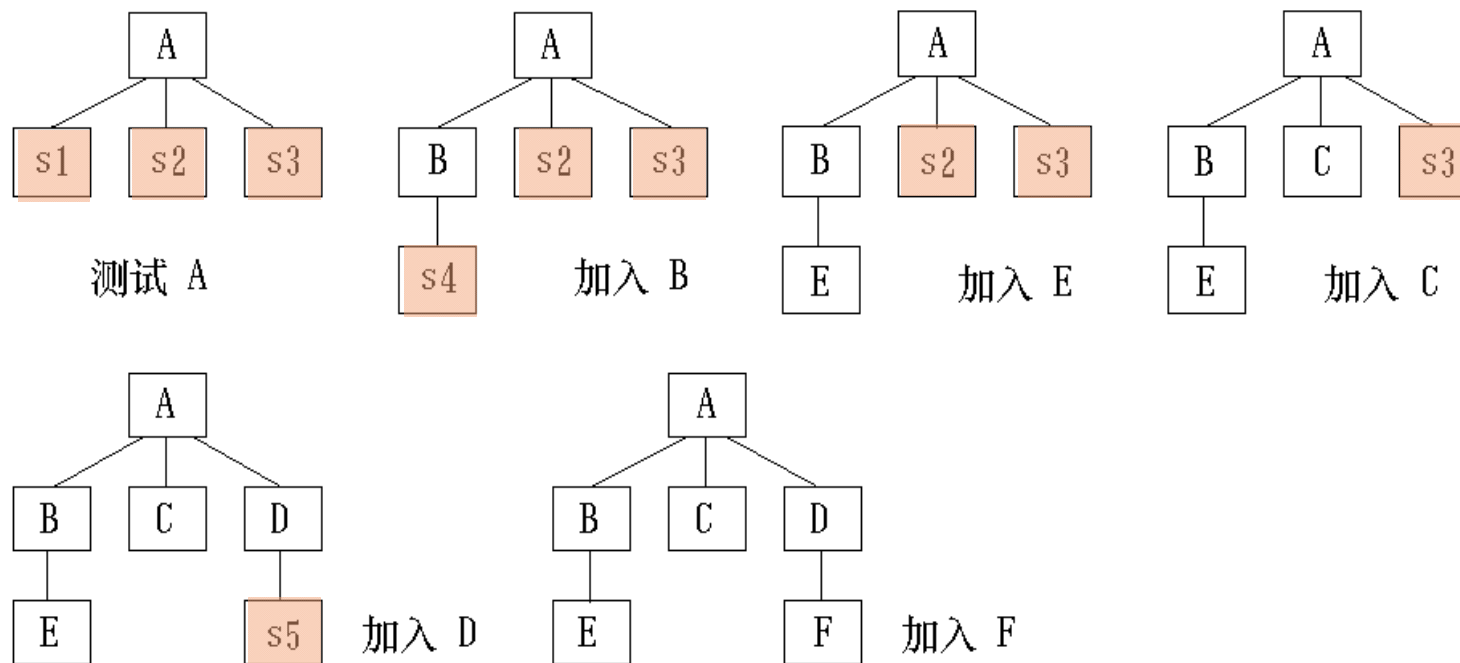 A A A A
s1 s2 s3 B s2 s3 B s2 s3 B C s3
测试 A s4 加入 B E 加入 E E 加入 C
A A
B C D B C D
E s5 加入 D E F 加入 F